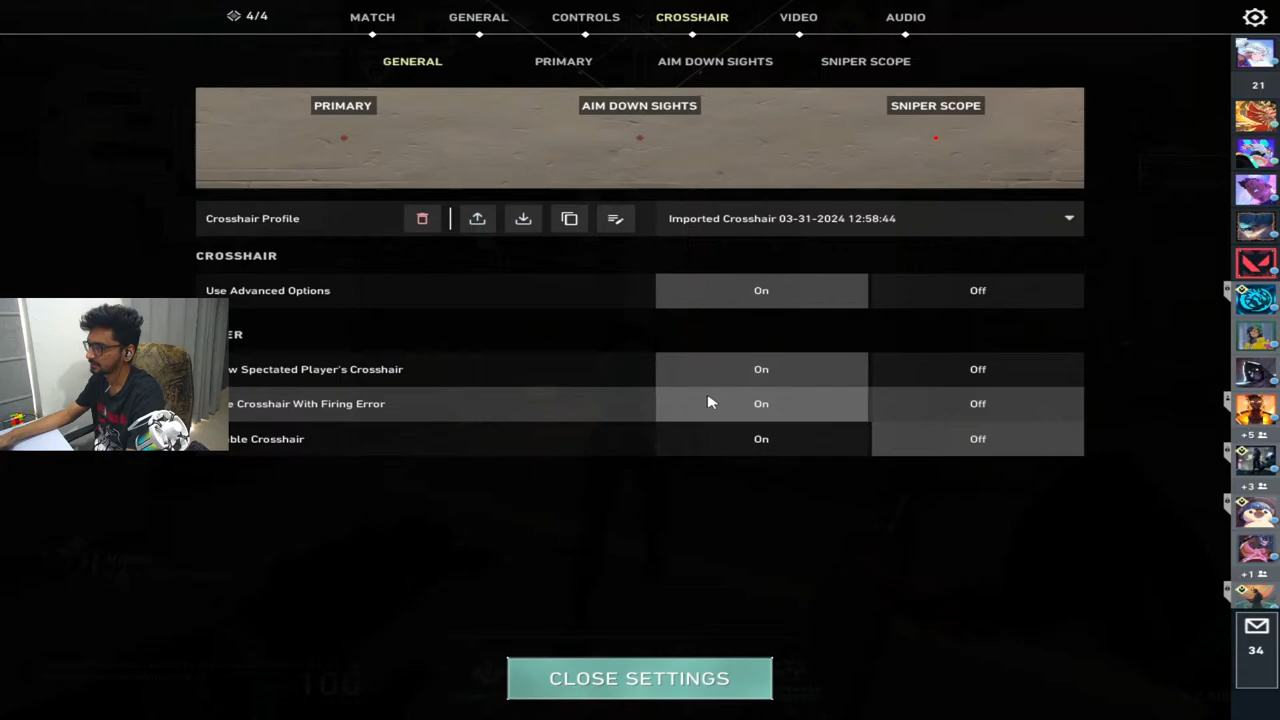 4/4
MATCH GENERAL CONTROLS CROSSHAIR VIDEO AUDIO
GENERAL PRIMARY AIM DOWN SIGHTS SNIPER SCOPE
21
PRIMARY AIM DOWN SIGHTS SNIPER SCOPE
Crosshair Profile Imported Crosshair 03-31-2024 12:58:44
CROSSHAIR
Use Advanced Options On Off
ER
w Spectated Player's Crosshair On Off
e Crosshair With Firing Error On Off
ble Crosshair On Off
+5
+3
+1
34
CLOSE SETTINGS
100